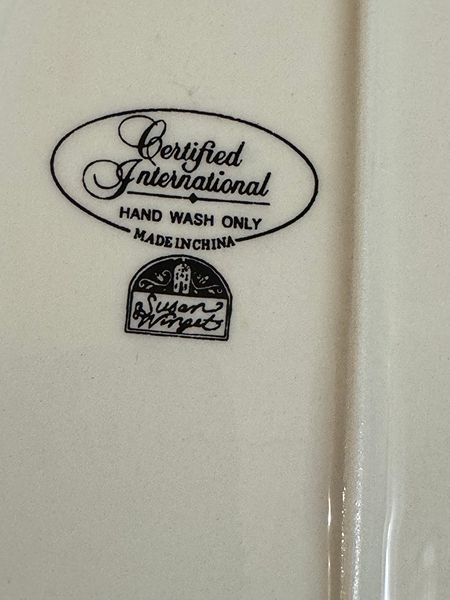 Certified
International
HAND WASH ONLY
MADE IN CHINA
Susan
Winget